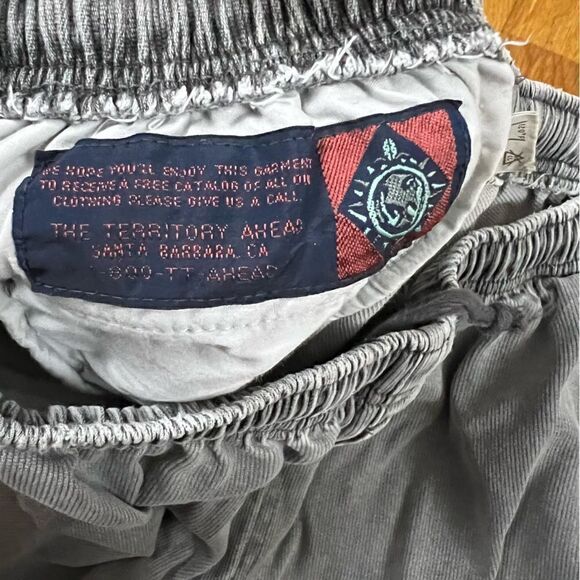 WE HOPE YOU'LL ENJOY THIS GARMENT
TO RECEIVE A FREE CATALOG OF ALL OUR
CLOTHING PLEASE GIVE US A CALL.
THE TERRITORY AHEAD
SANTA BARBARA, CA
-800-TT-AHEAD